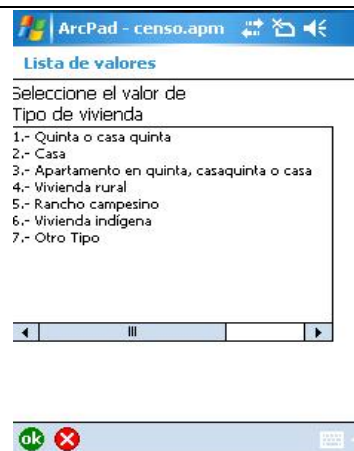 ArcPad - censo.apm
Lista de valores
Seleccione el valor de
Tipo de vivienda
1.- Quinta o casa quinta
2.- Casa
3.- Apartamento en quinta, casaquinta o casa
4.- Vivienda rural
5.- Rancho campesino
6.- Vivienda indígena
7.- Otro Tipo
ok